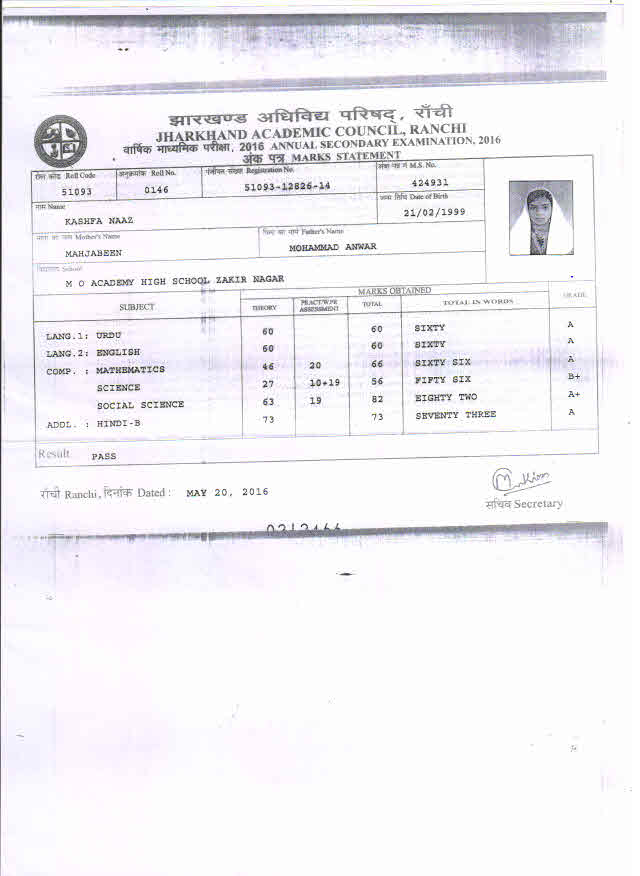 झारखण्ड अधिविद्य परिषद्, राँची
JHARKHAND ACADEMIC COUNCIL, RANCHI
वार्षिक माध्यमिक परीक्षा, 2016 ANNUAL SECONDARY EXAMINATION, 2016
अंक पत्र MARKS STATEMENT
रौल कोड Roll Code अनुक्रमांक Roll No. पंजीयन संख्या Registration No. अंक पत्र नं M.S. No.
51093 0146 51093-12826-14 424931
नाम Name जन्म तिथि Date of Birth
KASHFA NAAZ 21/02/1999
माता का नाम Mother's Name पिता का नाम Father's Name
MAHJABEEN MOHAMMAD ANWAR
विद्यालय School
M O ACADEMY HIGH SCHOOL ZAKIR NAGAR
SUBJECT MARKS OBTAINED GRADE
THEORY PRACT/W.PR ASSESSMENT TOTAL TOTAL IN WORDS
LANG.1: URDU 60 60 SIXTY A
LANG.2: ENGLISH 60 60 SIXTY A
COMP. : MATHEMATICS 46 20 66 SIXTY SIX A
SCIENCE 27 10+19 56 FIFTY SIX B+
SOCIAL SCIENCE 63 19 82 EIGHTY TWO A+
ADDL. : HINDI-B 73 73 SEVENTY THREE A
Result PASS
राँची Ranchi, दिनांक Dated : MAY 20, 2016
सचिव Secretary